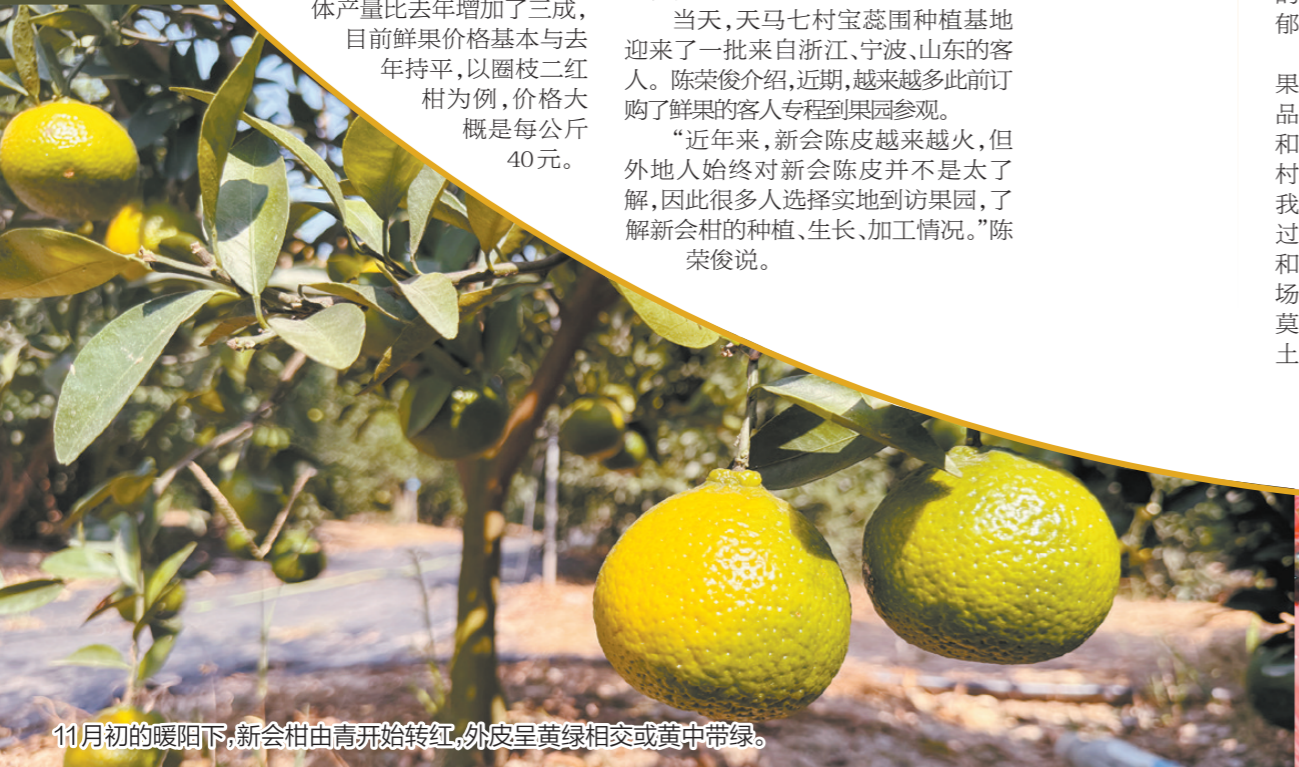 体产量比去年增加了三成，
目前鲜果价格基本与去
年持平，以圈枝二红
柑为例，价格大
概是每公斤
40元。
当天，天马七村宝蕊围种植基地
迎来了一批来自浙江、宁波、山东的客
人。陈荣俊介绍，近期，越来越多此前订
购了鲜果的客人专程到果园参观。
“近年来，新会陈皮越来越火，但
外地人始终对新会陈皮并不是太了
解，因此很多人选择实地到访果园，了
解新会柑的种植、生长、加工情况。”陈
荣俊说。
郁
果
品
和
村
我
过
和
场
莫
土
11月初的暖阳下，新会柑由青开始转红，外皮呈黄绿相交或黄中带绿。